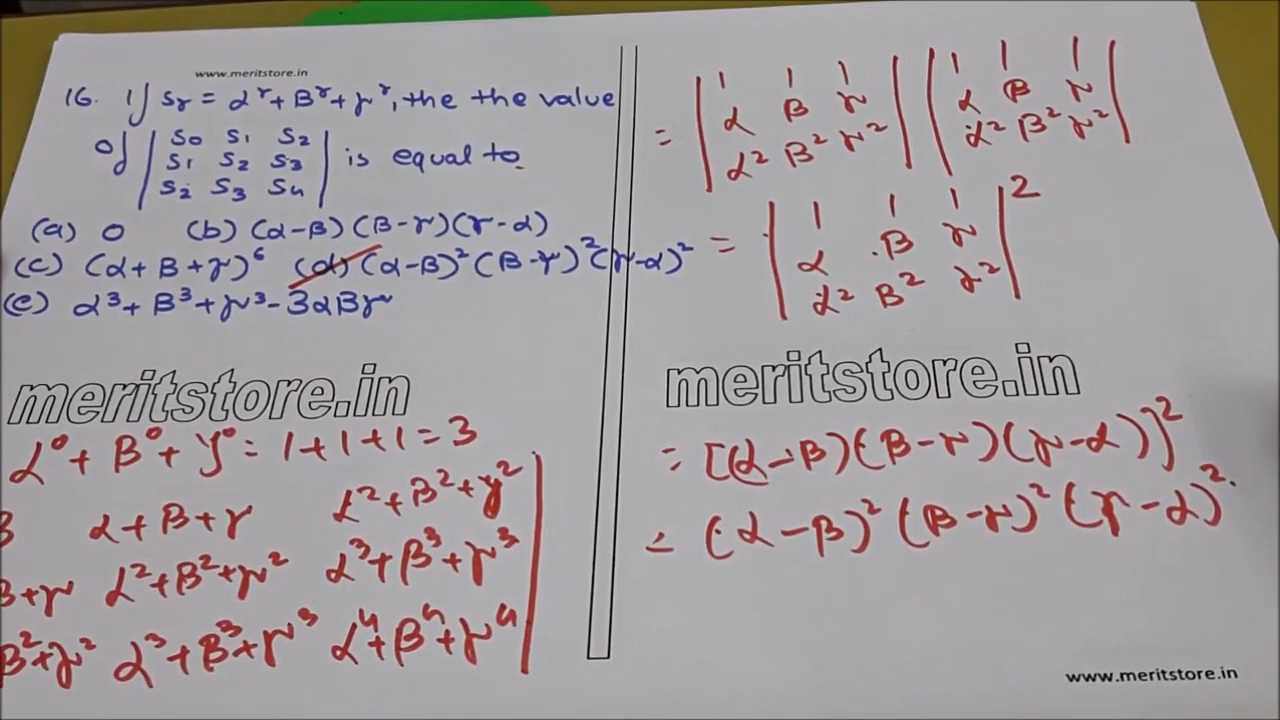 www.meritstore.in
16. If Sr = α^r + β^r + γ^r, the the value
of | S0 S1 S2 |
| S1 S2 S3 | is equal to
| S2 S3 S4 |
(a) 0 (b) (α-β)(β-γ)(γ-α)
(c) (α+β+γ)^6 (d) (α-β)²(β-γ)²(γ-α)²
(e) α³+β³+γ³-3αβγ
meritstore.in
α⁰+β⁰+γ⁰=1+1+1=3
3 α+β+γ α²+β²+γ² |
β+γ α²+β²+γ² α³+β³+γ³ |
β²+γ² α³+β³+γ³ α⁴+β⁴+γ⁴ |
| 1 1 1 | | 1 1 1 |
= | α β γ | | α β γ |
| α² β² γ² | | α² β² γ² |
| 1 1 1 |²
= | α β γ |
| α² β² γ² |
meritstore.in
= [(α-β)(β-γ)(γ-α)]²
= (α-β)²(β-γ)²(γ-α)².
www.meritstore.in